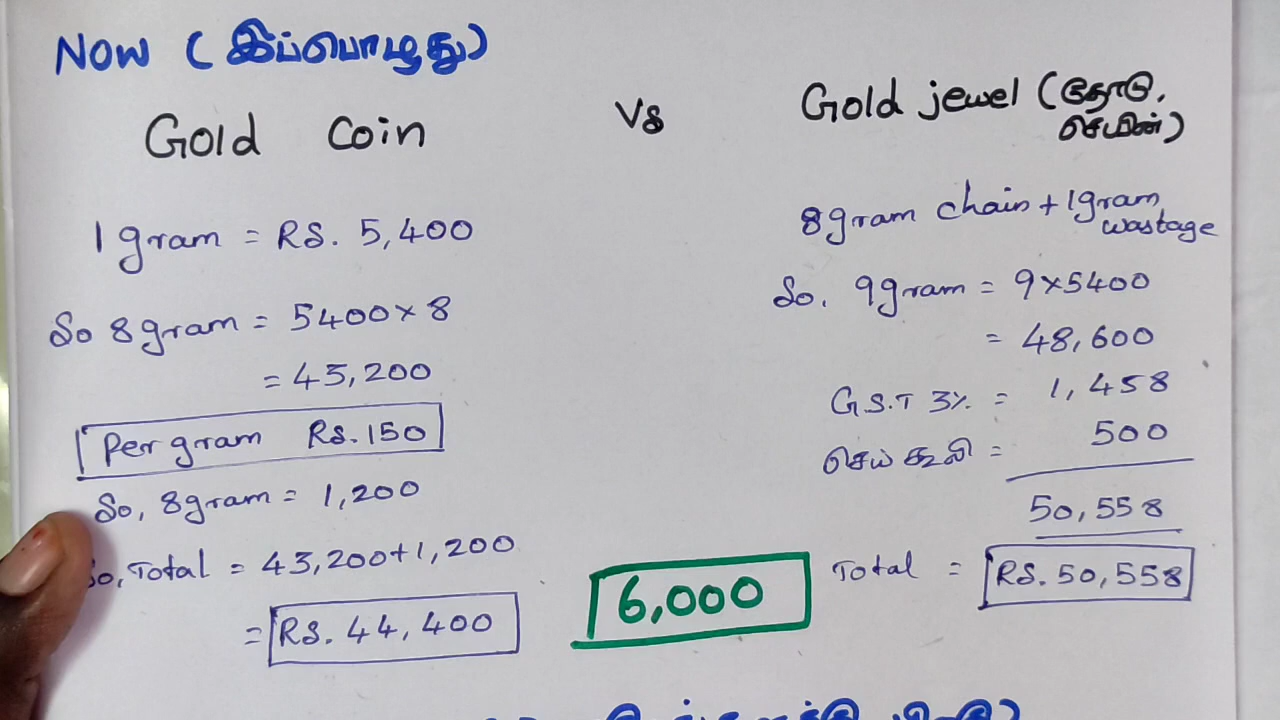 Now (இப்பொழுது)
Gold Coin
Vs
Gold jewel (தோடு,
செயின்)
1 gram = RS. 5,400
So 8 gram = 5400 × 8
= 43,200
Per gram RS. 150
So, 8 gram = 1,200
So, Total = 43,200 + 1,200
= RS. 44,400
8 gram chain + 1 gram
wastage
So, 9 gram = 9 × 5400
= 48,600
G.S.T 3% = 1,458
செய் கூலி = 500
50,558
Total = RS. 50,558
6,000